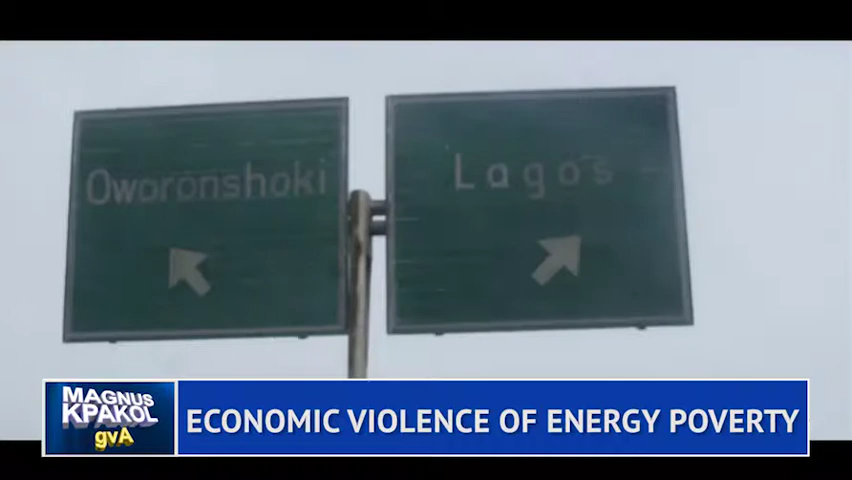 Oworonshoki
Lagos
MAGNUS
KPAKOL
gvA
ECONOMIC VIOLENCE OF ENERGY POVERTY